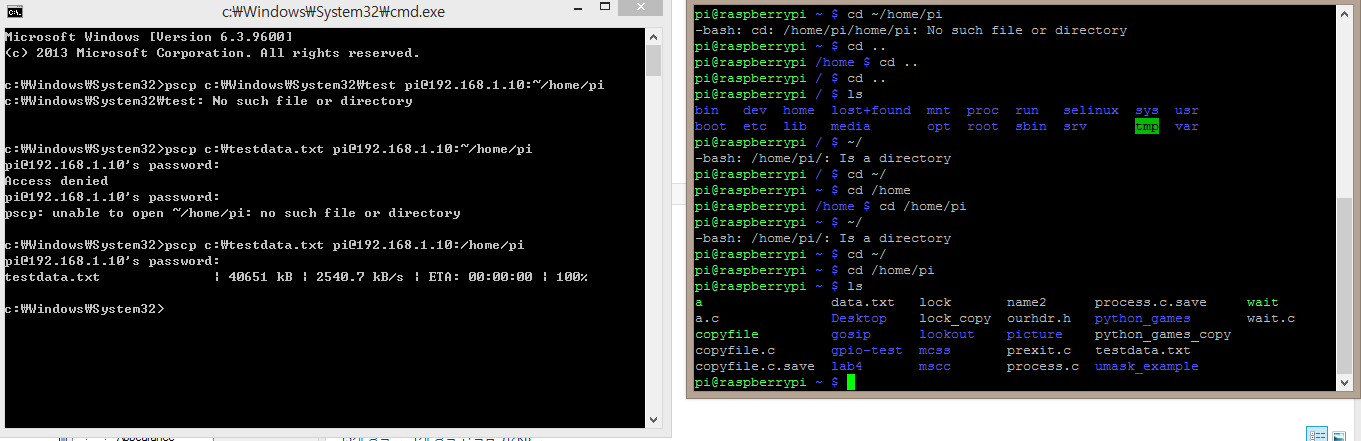 c:₩Windows₩System32₩cmd.exe
Microsoft Windows [Version 6.3.9600]
(c) 2013 Microsoft Corporation. All rights reserved.
c:₩Windows₩System32>pscp c:₩Windows₩System32₩test pi@192.168.1.10:~/home/pi
c:₩Windows₩System32₩test: No such file or directory
c:₩Windows₩System32>pscp c:₩testdata.txt pi@192.168.1.10:~/home/pi
pi@192.168.1.10's password:
Access denied
pi@192.168.1.10's password:
pscp: unable to open ~/home/pi: no such file or directory
c:₩Windows₩System32>pscp c:₩testdata.txt pi@192.168.1.10:/home/pi
pi@192.168.1.10's password:
testdata.txt | 40651 kB | 2540.7 kB/s | ETA: 00:00:00 | 100%
c:₩Windows₩System32>
pi@raspberrypi ~ $ cd ~/home/pi
-bash: cd: /home/pi/home/pi: No such file or directory
pi@raspberrypi ~ $ cd ..
pi@raspberrypi /home $ cd ..
pi@raspberrypi / $ cd ..
pi@raspberrypi / $ ls
bin dev home lost+found mnt proc run selinux sys usr
boot etc lib media opt root sbin srv tmp var
pi@raspberrypi / $ ~/
-bash: /home/pi/: Is a directory
pi@raspberrypi / $ cd ~/
pi@raspberrypi ~ $ cd /home
pi@raspberrypi /home $ cd /home/pi
pi@raspberrypi ~ $ ~/
-bash: /home/pi/: Is a directory
pi@raspberrypi ~ $ cd ~/
pi@raspberrypi ~ $ cd /home/pi
pi@raspberrypi ~ $ ls
a data.txt lock name2 process.c.save wait
a.c Desktop lock_copy ourhdr.h python_games wait.c
copyfile gosip lookout picture python_games_copy
copyfile.c gpio-test mcss prexit.c testdata.txt
copyfile.c.save lab4 mscc process.c umask_example
pi@raspberrypi ~ $